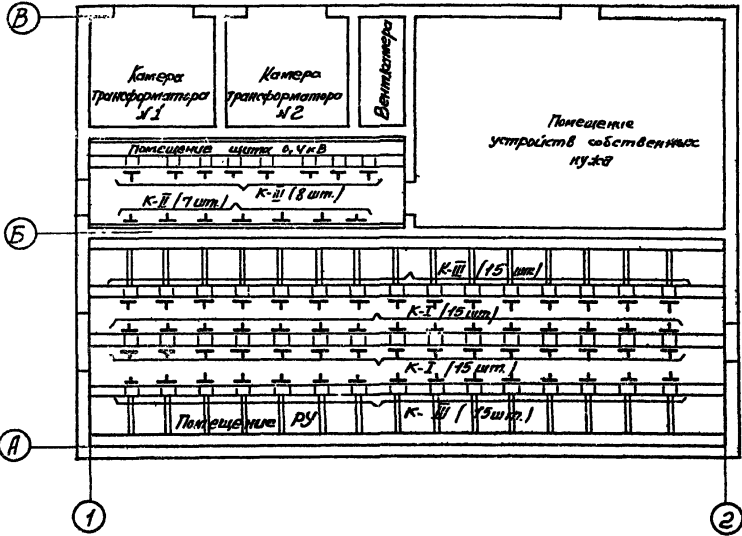 В
Камера
трансформатора
№1
Камера
трансформатора
№2
Венткамера
Помещение
устройств собственных
нужд
Помещение щита 0,4кВ
К-III (8 шт.)
К-II (7 шт.)
Б
К-III (15 шт)
К-I (15 шт.)
К-I (15 шт.)
К-III (15 шт.)
Помещение РУ
А
1
2